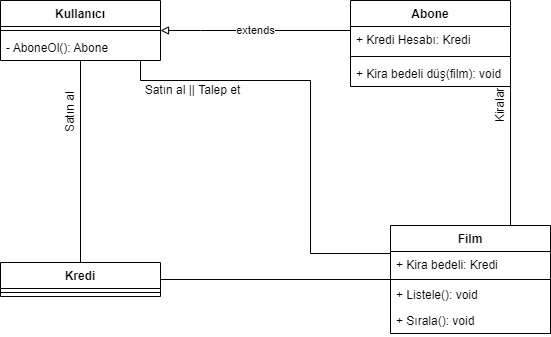 Kullanıcı
- AboneOl(): Abone
extends
Abone
+ Kredi Hesabı: Kredi
+ Kira bedeli düş(film): void
Satın al || Talep et
Satın al
Kiralar
Film
+ Kira bedeli: Kredi
+ Listele(): void
+ Sırala(): void
Kredi